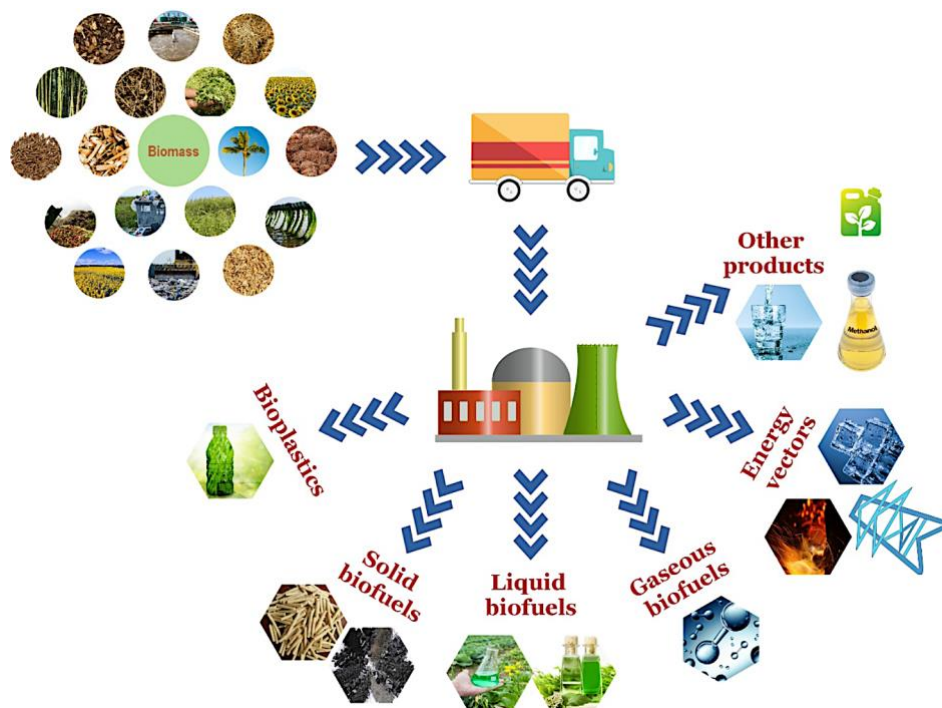 Biomass
Other
products
Methanol
Bioplastics
Energy
vectors
Solid
biofuels
Liquid
biofuels
Gaseous
biofuels